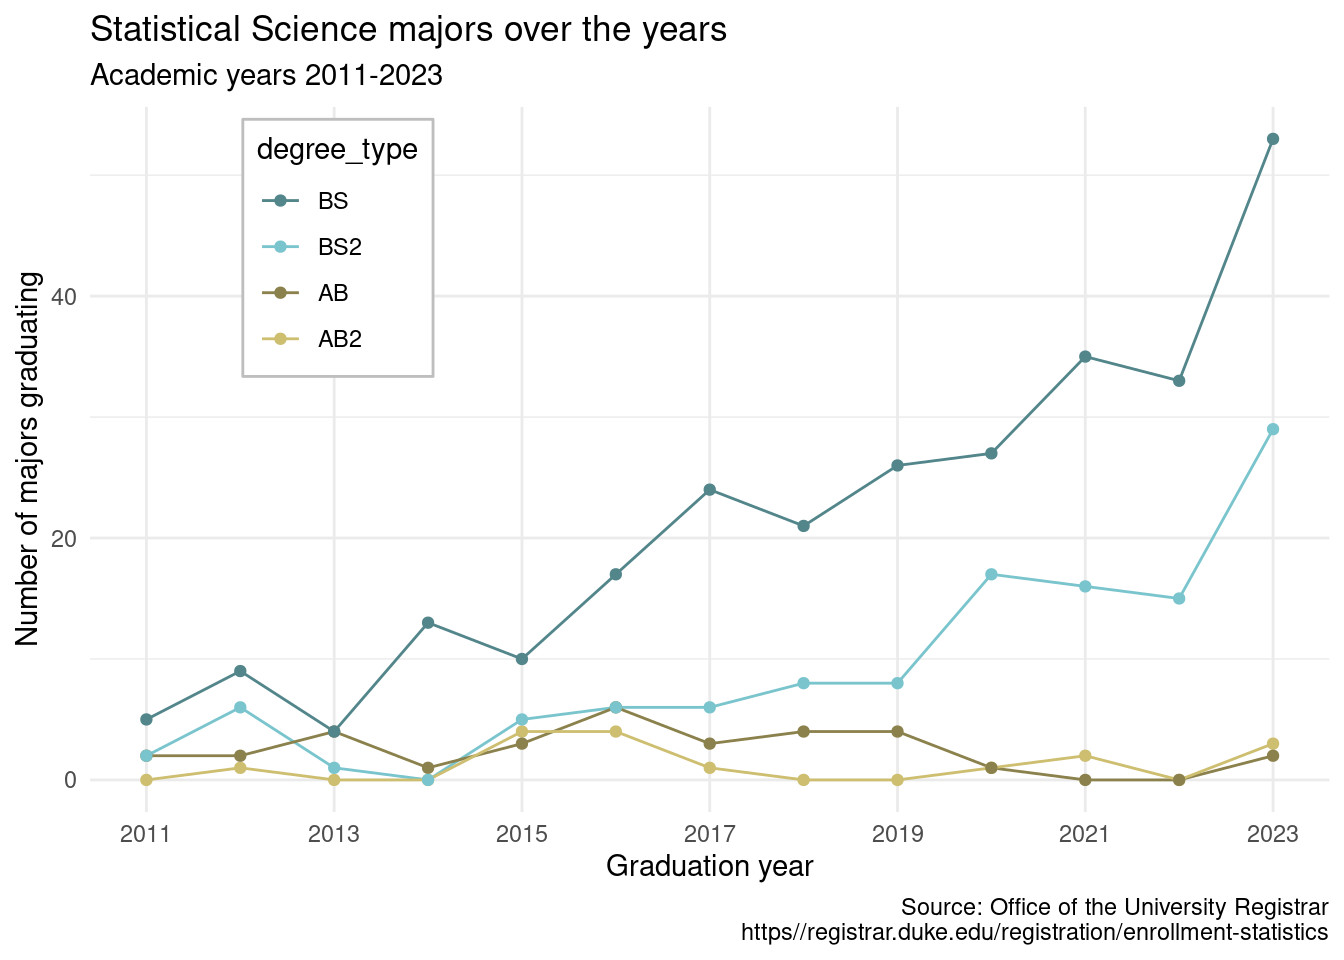 Statistical Science majors over the years
Academic years 2011-2023
degree_type
BS
BS2
AB
AB2
Number of majors graduating
40
20
0
2011 2013 2015 2017 2019 2021 2023
Graduation year
Source: Office of the University Registrar
https//registrar.duke.edu/registration/enrollment-statistics